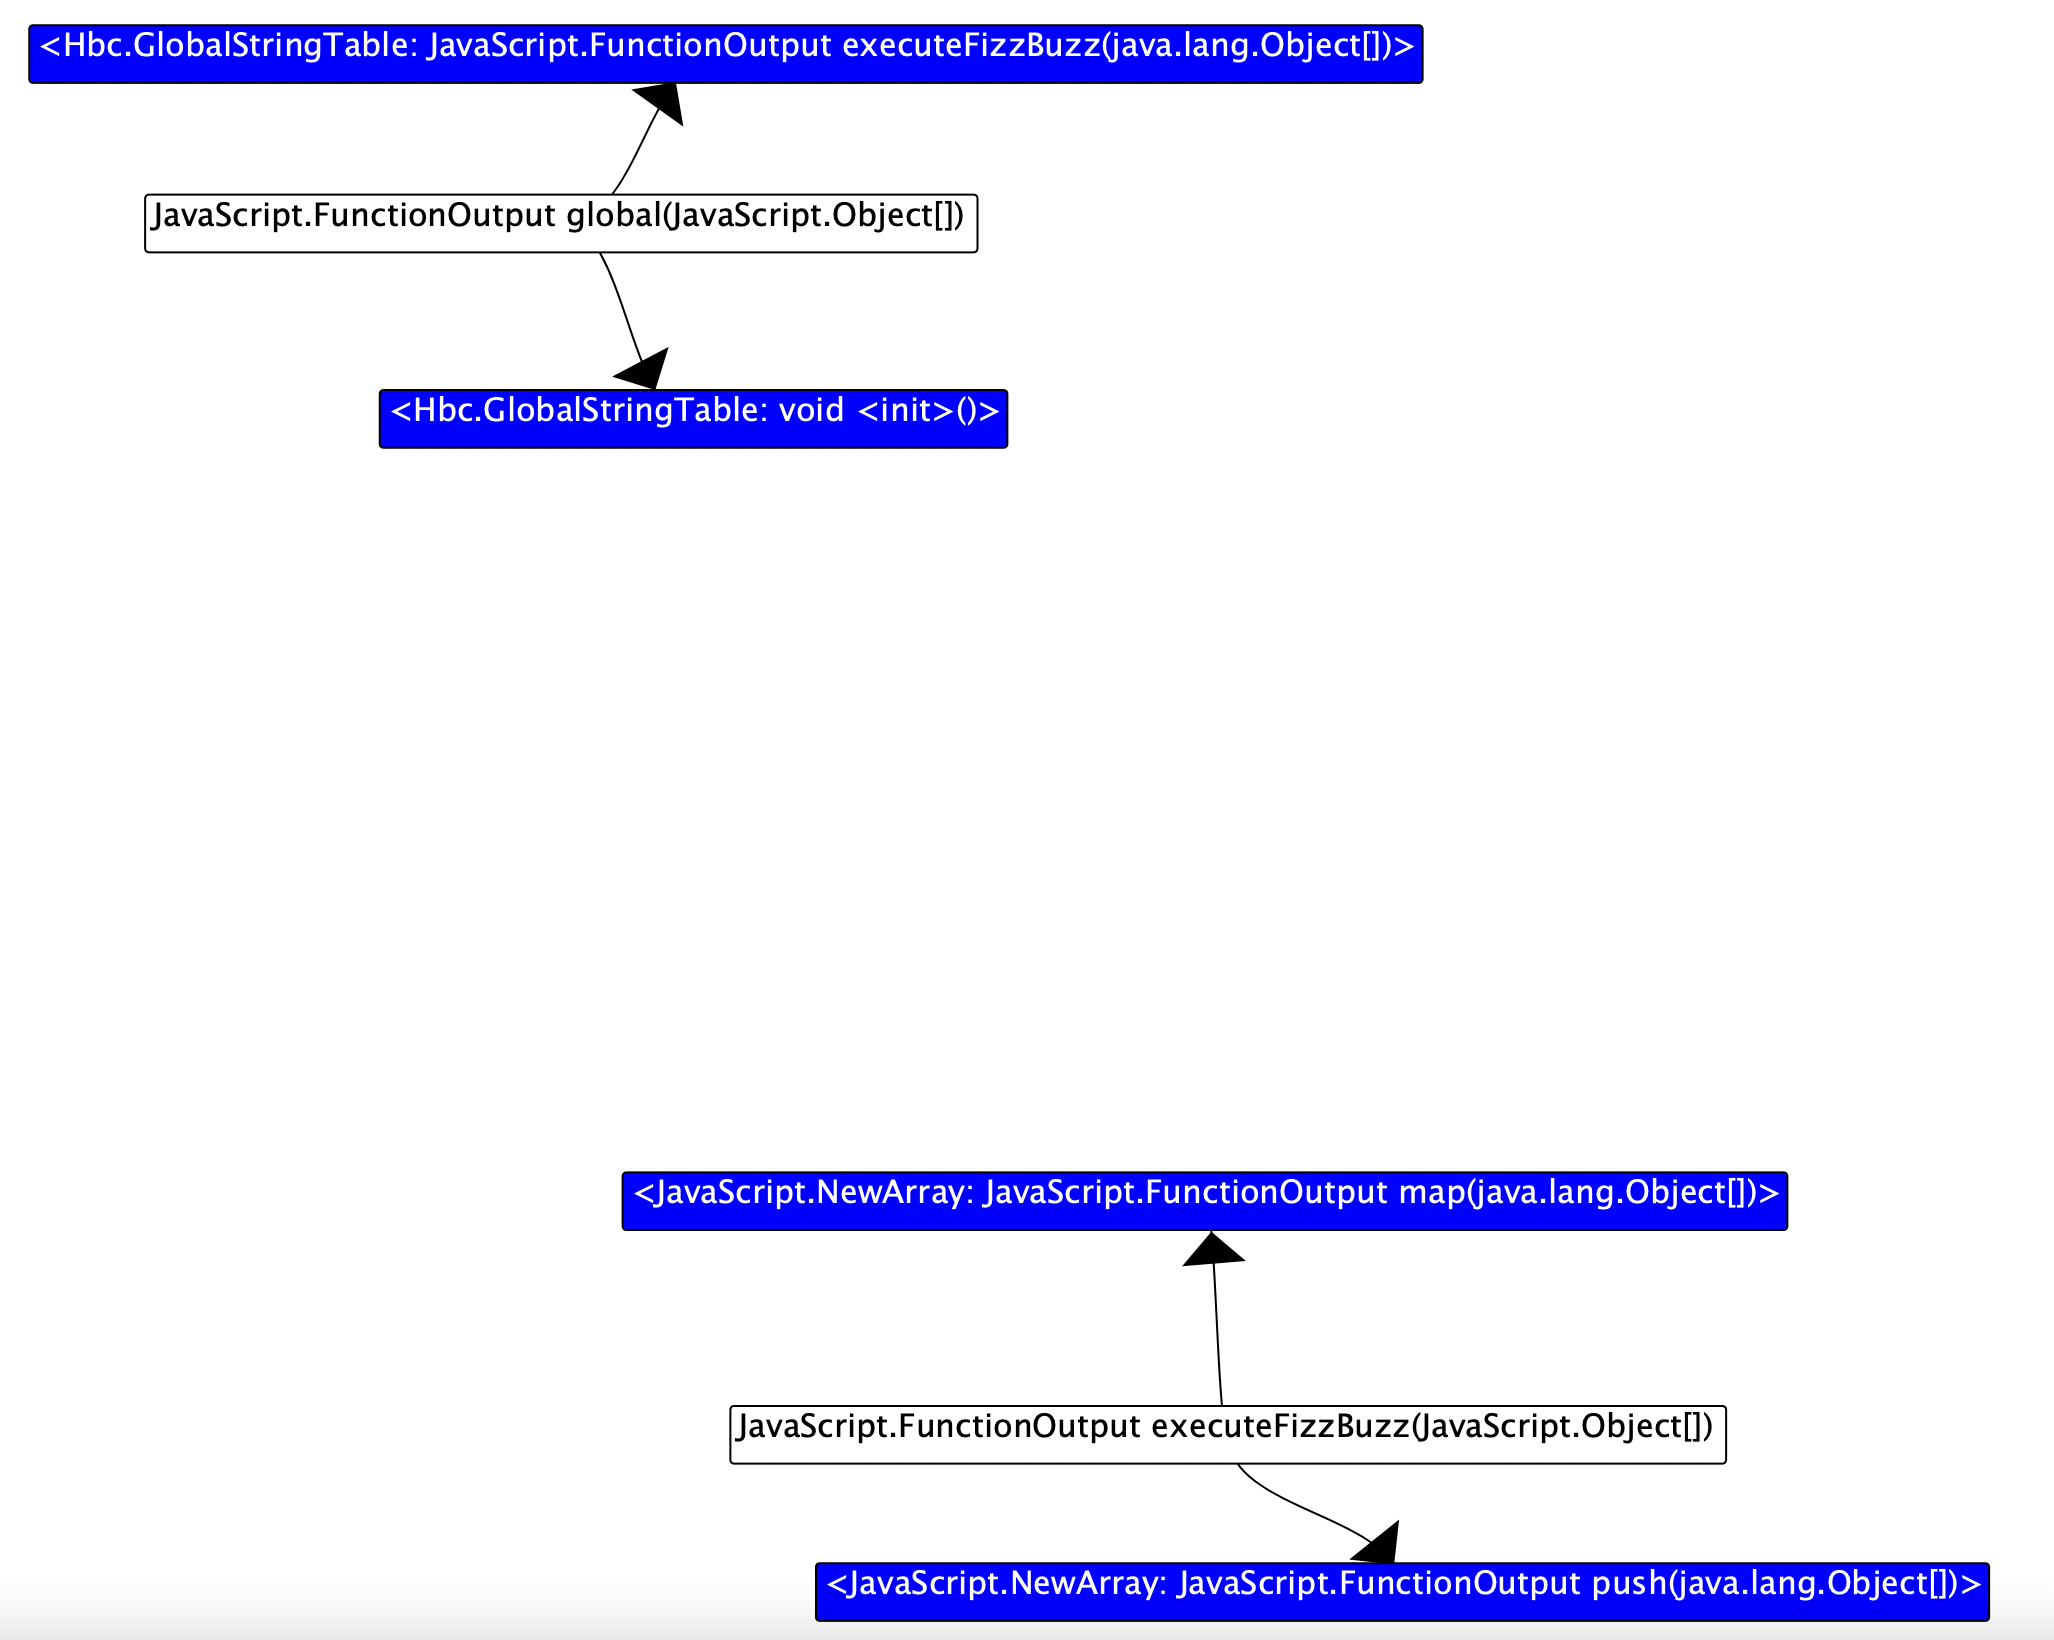 <Hbc.GlobalStringTable: JavaScript.FunctionOutput executeFizzBuzz(java.lang.Object[])>
JavaScript.FunctionOutput global(JavaScript.Object[])
<Hbc.GlobalStringTable: void <init>()>
<JavaScript.NewArray: JavaScript.FunctionOutput map(java.lang.Object[])>
JavaScript.FunctionOutput executeFizzBuzz(JavaScript.Object[])
<JavaScript.NewArray: JavaScript.FunctionOutput push(java.lang.Object[])>